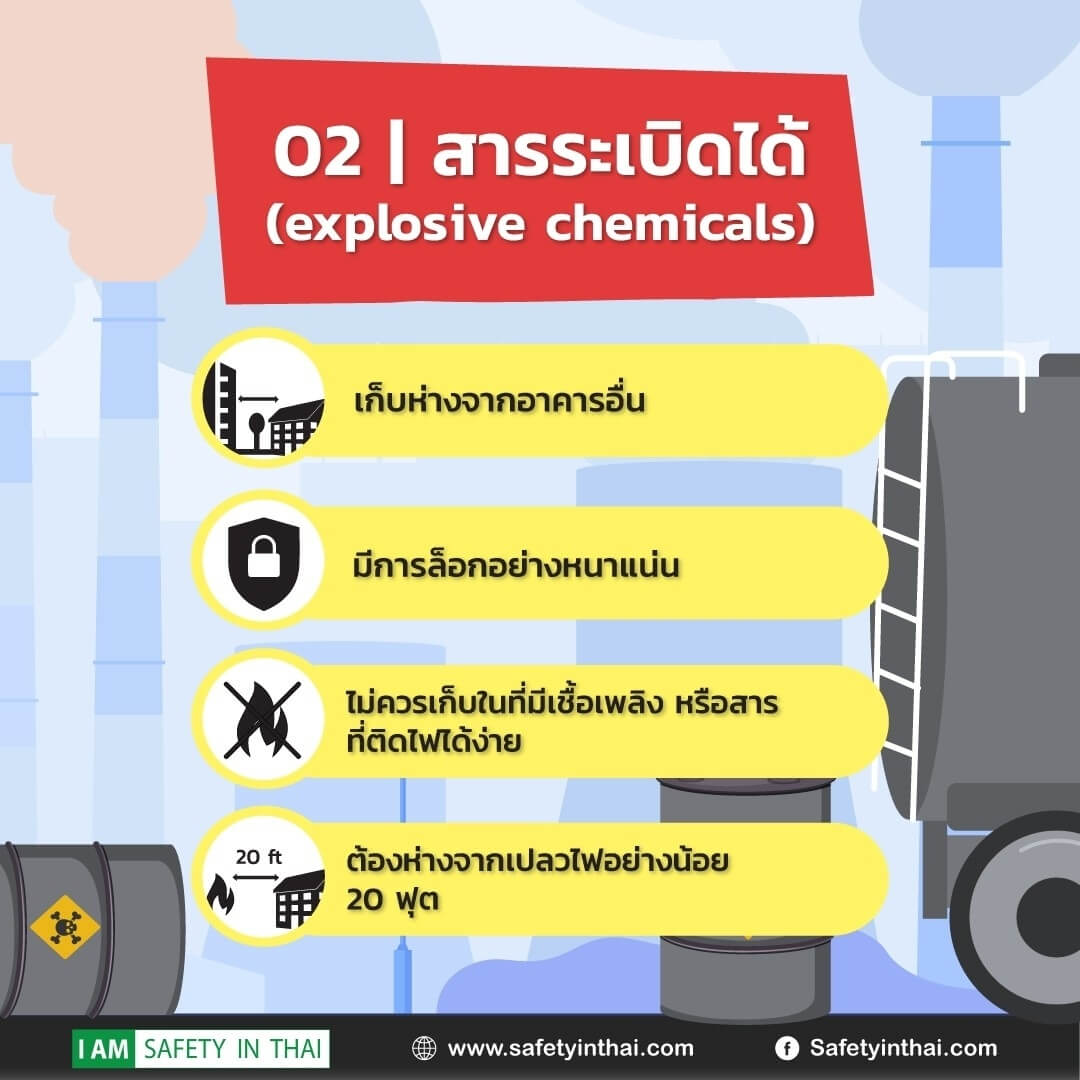 02 | สารระเบิดได้
(explosive chemicals)
เก็บห่างจากอาคารอื่น
มีการล็อกอย่างหนาแน่น
ไม่ควรเก็บในที่มีเชื้อเพลิง หรือสาร
ที่ติดไฟได้ง่าย
20 ft
ต้องห่างจากเปลวไฟอย่างน้อย
20 ฟุต
I AM SAFETY IN THAI
www.safetyinthai.com
Safetyinthai.com